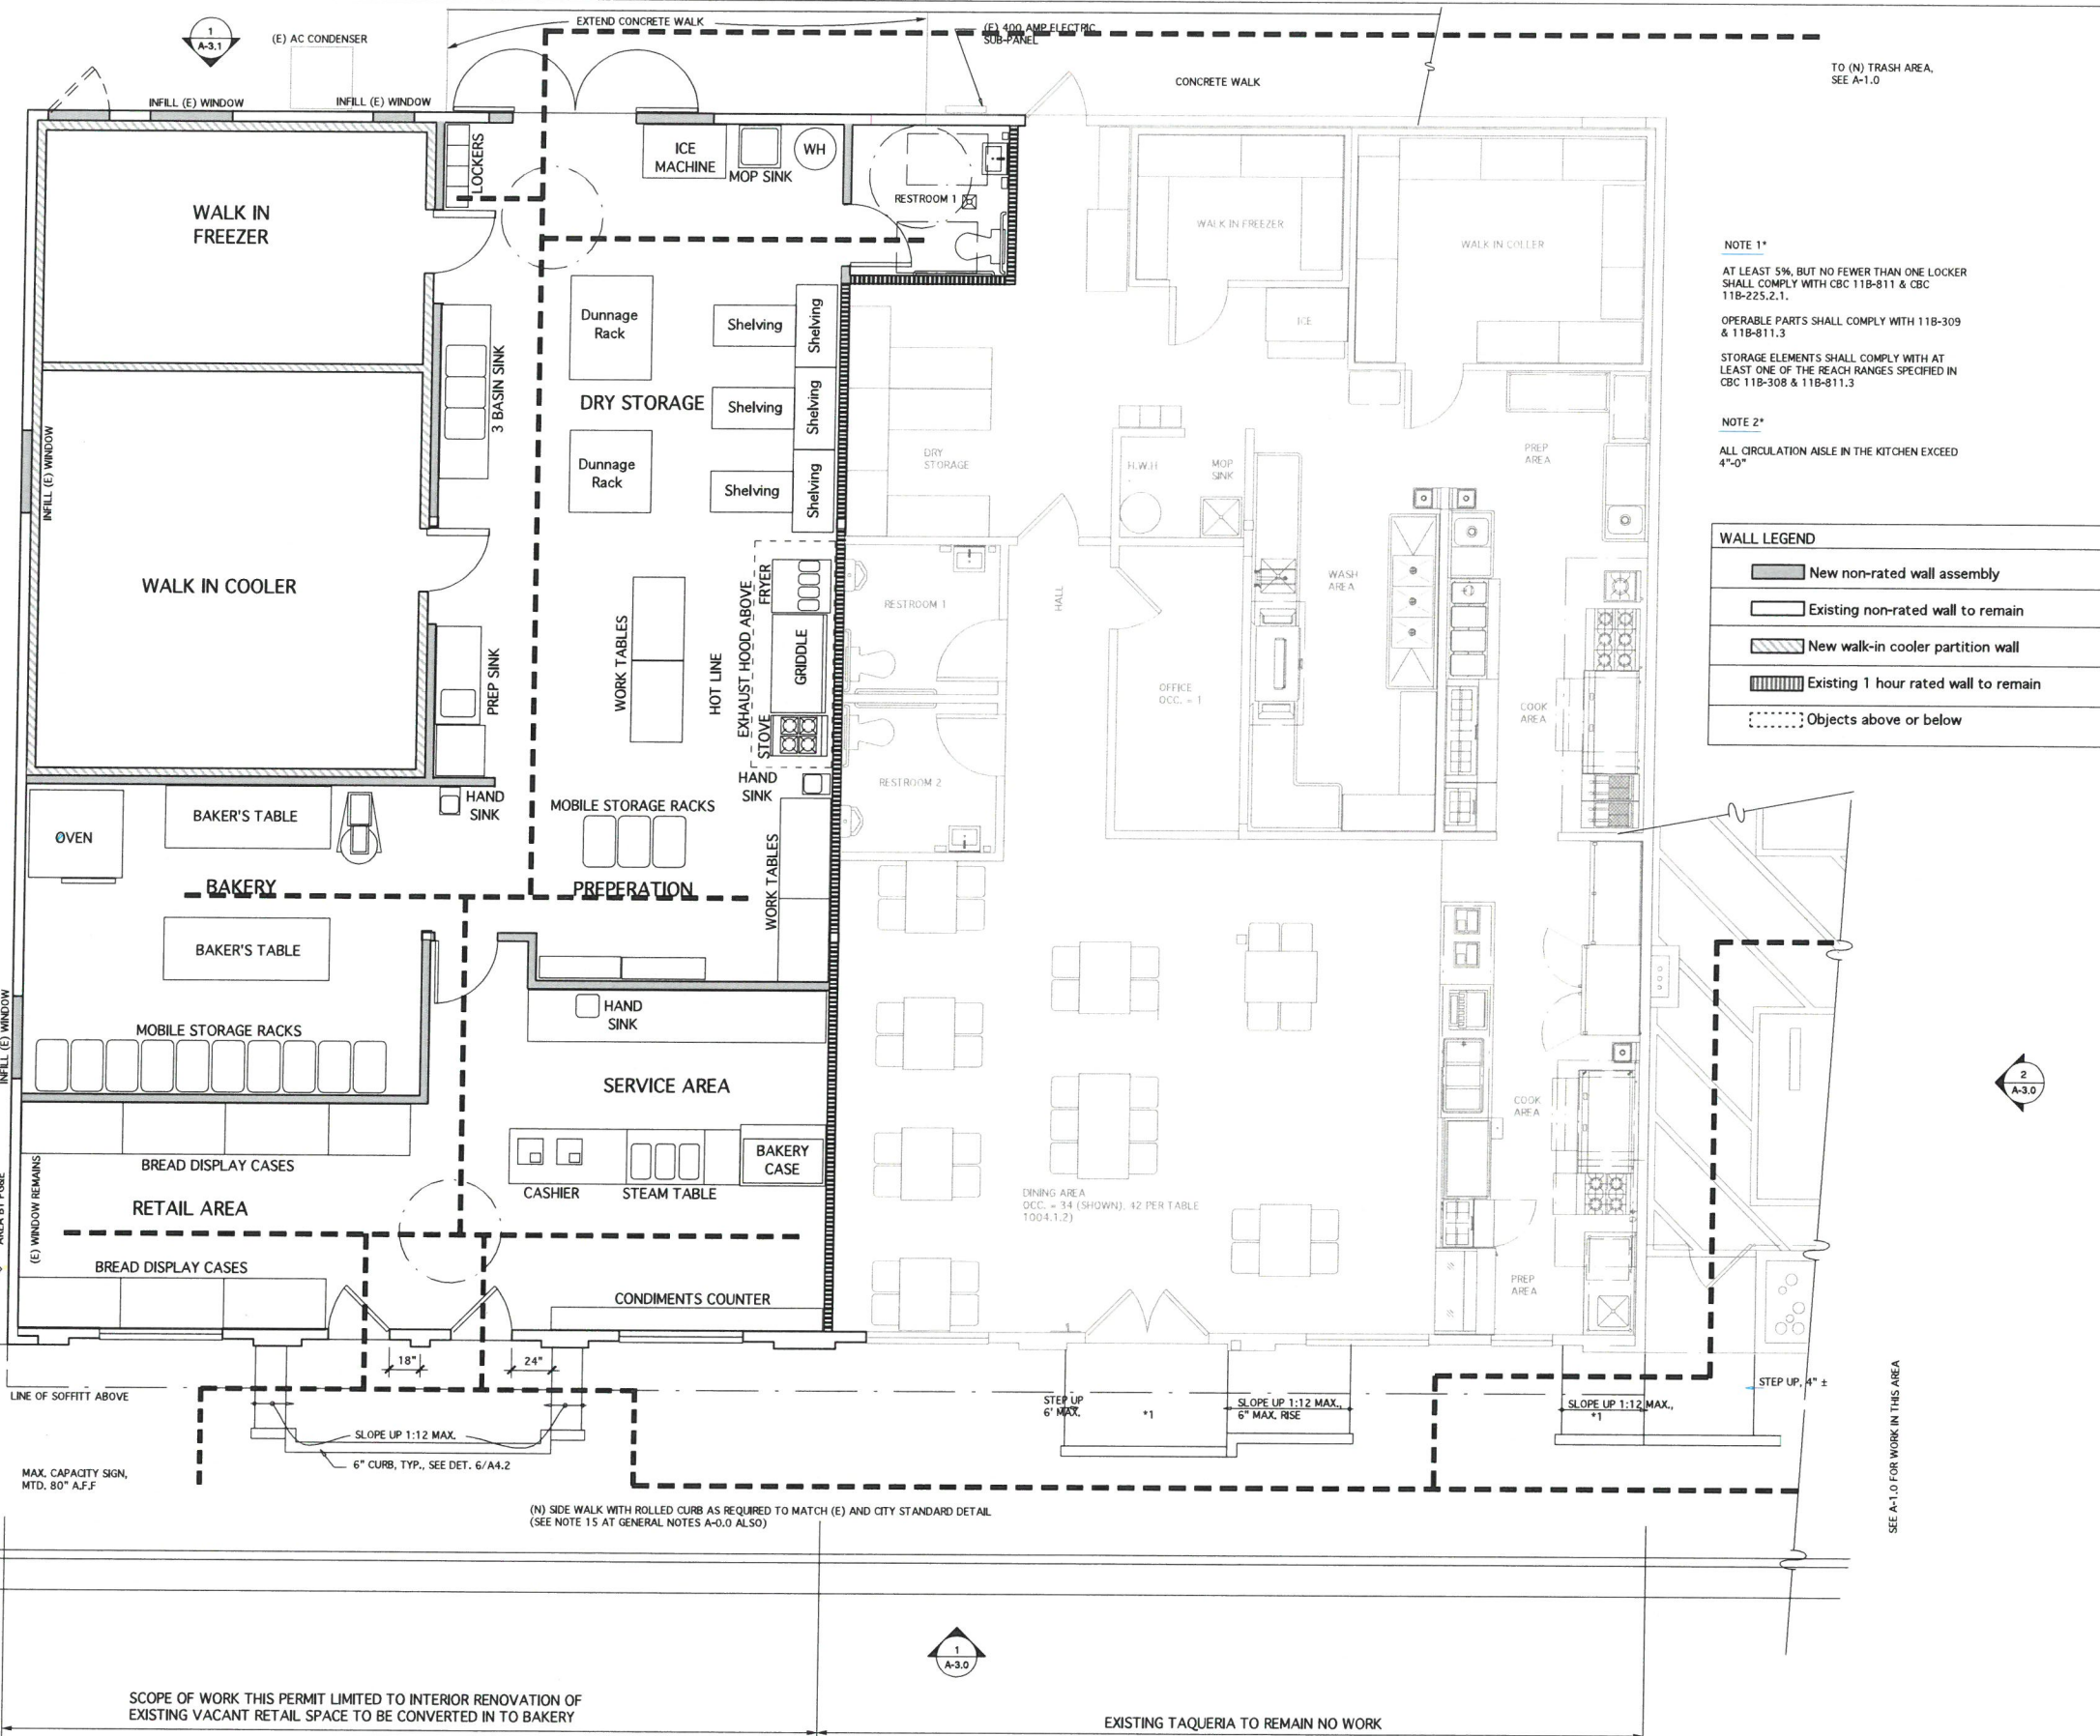 1
A-3.1
(E) AC CONDENSER
EXTEND CONCRETE WALK
(E) 400 AMP ELECTRIC
SUB-PANEL
CONCRETE WALK
TO (N) TRASH AREA,
SEE A-1.0
INFILL (E) WINDOW
INFILL (E) WINDOW
LOCKERS
ICE
MACHINE
MOP SINK
WH
RESTROOM 1
WALK IN
FREEZER
WALK IN FREEZER
WALK IN COLLER
ICE
NOTE 1*
AT LEAST 5%, BUT NO FEWER THAN ONE LOCKER
SHALL COMPLY WITH CBC 11B-811 & CBC
11B-225.2.1.
OPERABLE PARTS SHALL COMPLY WITH 11B-309
& 11B-811.3
STORAGE ELEMENTS SHALL COMPLY WITH AT
LEAST ONE OF THE REACH RANGES SPECIFIED IN
CBC 11B-308 & 11B-811.3
NOTE 2*
ALL CIRCULATION AISLE IN THE KITCHEN EXCEED
4"-0"
WALL LEGEND
New non-rated wall assembly
Existing non-rated wall to remain
New walk-in cooler partition wall
Existing 1 hour rated wall to remain
Objects above or below
Dunnage
Rack
Shelving
Shelving
3 BASIN SINK
DRY STORAGE
Shelving
Shelving
Dunnage
Rack
Shelving
Shelving
INFILL (E) WINDOW
DRY
STORAGE
H.W.H
MOP
SINK
PREP
AREA
WALK IN COOLER
WORK TABLES
HOT LINE
EXHAUST HOOD ABOVE
FRYER
GRIDDLE
STOVE
PREP SINK
RESTROOM 1
HALL
WASH
AREA
OFFICE
OCC. = 1
COOK
AREA
RESTROOM 2
HAND
SINK
HAND
SINK
OVEN
BAKER'S TABLE
MOBILE STORAGE RACKS
WORK TABLES
BAKERY
PREPERATION
BAKER'S TABLE
HAND
SINK
INFILL (E) WINDOW
MOBILE STORAGE RACKS
SERVICE AREA
2
A-3.0
COOK
AREA
BREAD DISPLAY CASES
(E) WINDOW REMAINS
CASHIER
STEAM TABLE
BAKERY
CASE
RETAIL AREA
DINING AREA
OCC. = 34 (SHOWN). 42 PER TABLE
1004.1.2)
BREAD DISPLAY CASES
CONDIMENTS COUNTER
PREP
AREA
18"
24"
LINE OF SOFFITT ABOVE
STEP UP
6' MAX.
*1
SLOPE UP 1:12 MAX.,
6" MAX. RISE
SLOPE UP 1:12 MAX.,
*1
STEP UP, 4" ±
SLOPE UP 1:12 MAX.
6" CURB, TYP., SEE DET. 6/A4.2
MAX. CAPACITY SIGN,
MTD. 80" A.F.F
SEE A-1.0 FOR WORK IN THIS AREA
(N) SIDE WALK WITH ROLLED CURB AS REQUIRED TO MATCH (E) AND CITY STANDARD DETAIL
(SEE NOTE 15 AT GENERAL NOTES A-0.0 ALSO)
1
A-3.0
SCOPE OF WORK THIS PERMIT LIMITED TO INTERIOR RENOVATION OF
EXISTING VACANT RETAIL SPACE TO BE CONVERTED IN TO BAKERY
EXISTING TAQUERIA TO REMAIN NO WORK